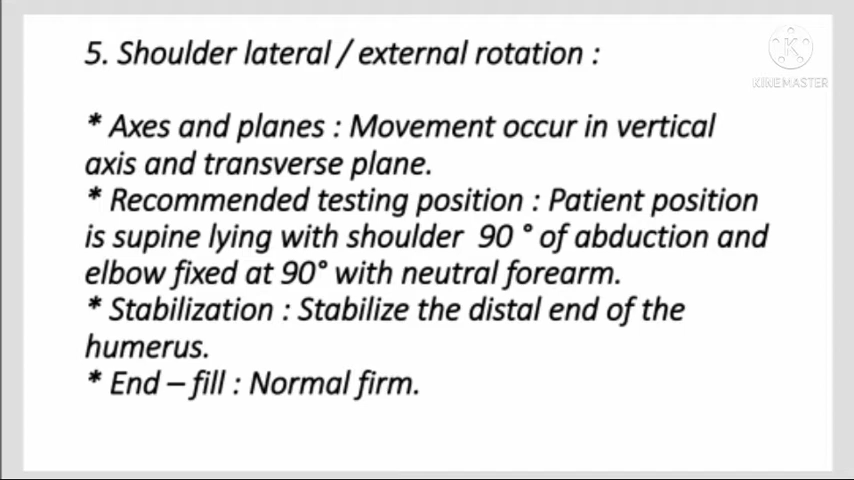 5. Shoulder lateral / external rotation :
KINEMASTER
* Axes and planes : Movement occur in vertical
axis and transverse plane.
* Recommended testing position : Patient position
is supine lying with shoulder 90 ° of abduction and
elbow fixed at 90° with neutral forearm.
* Stabilization : Stabilize the distal end of the
humerus.
* End – fill : Normal firm.